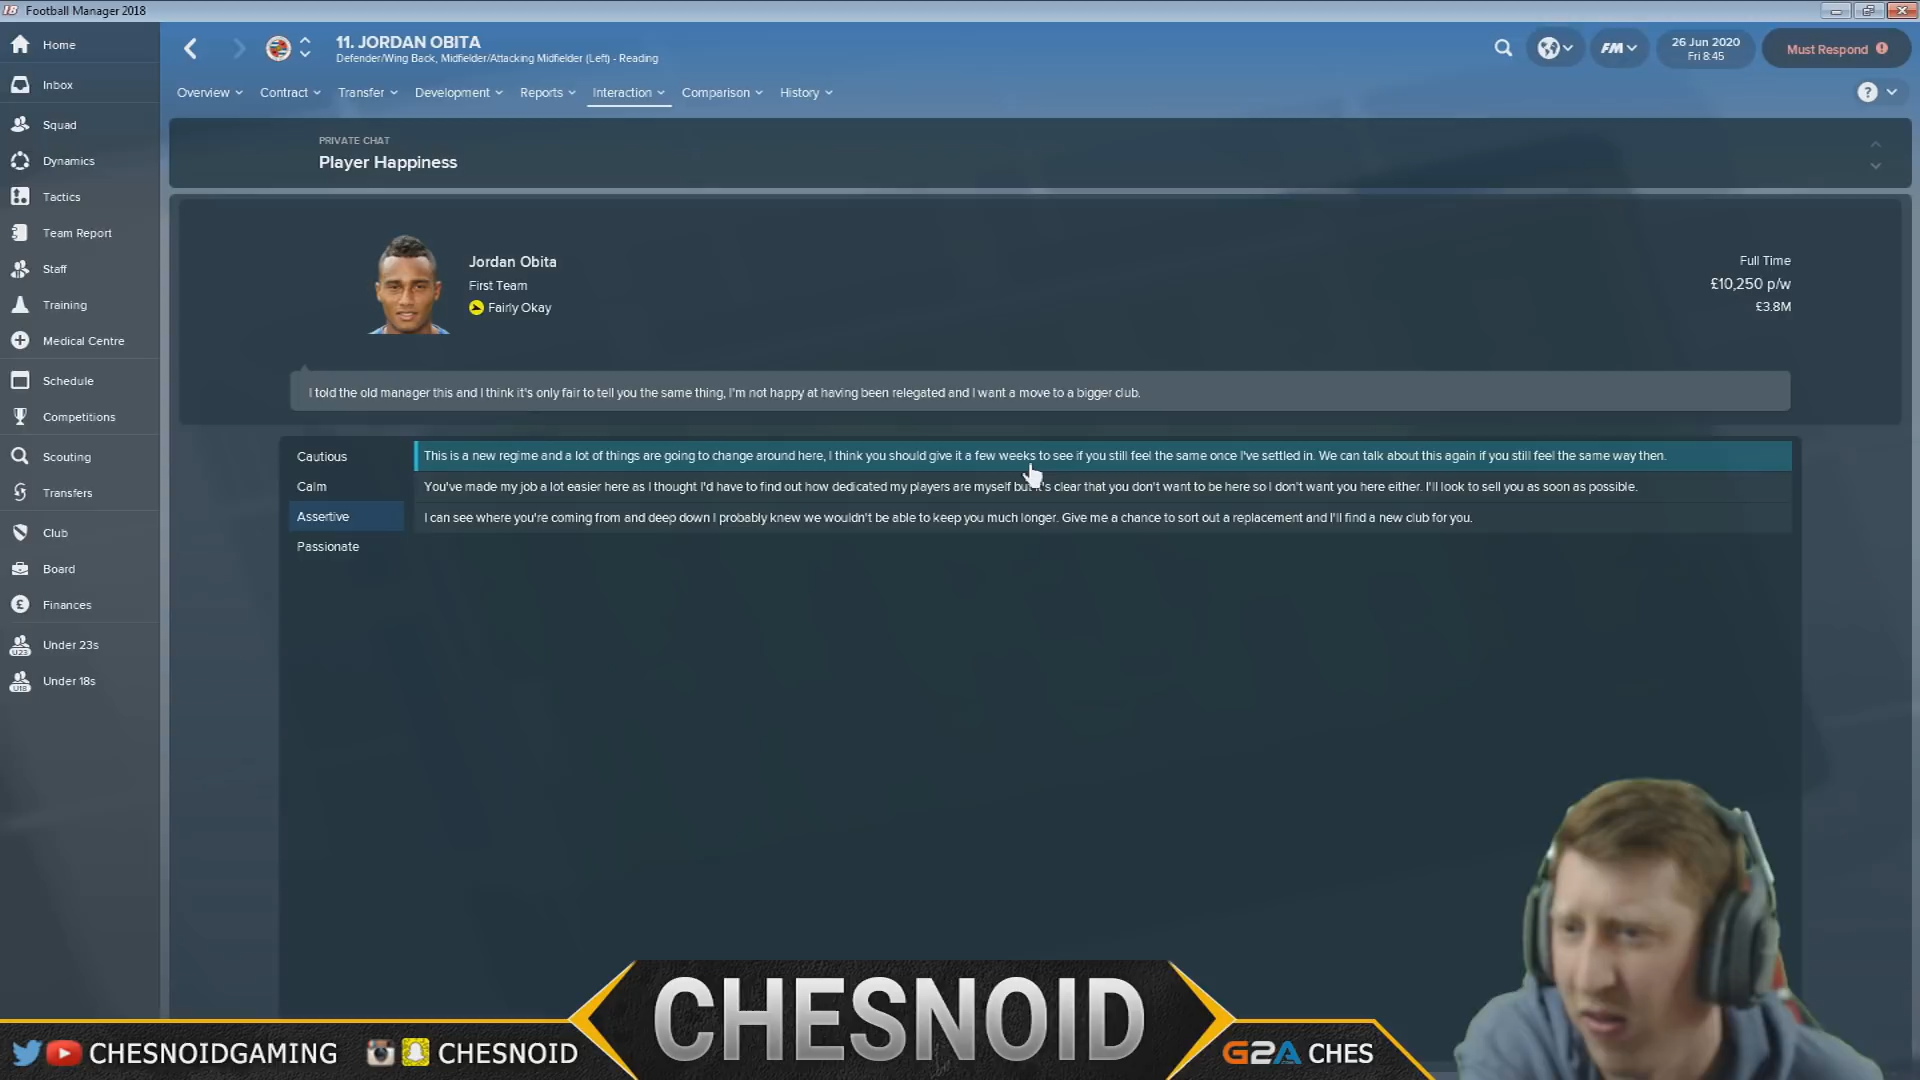 Football Manager 2018
Home
Inbox
Squad
Dynamics
Tactics
Team Report
Staff
Training
Medical Centre
Schedule
Competitions
Scouting
Transfers
Club
Board
Finances
U23
Under 23s
U18
Under 18s
11. JORDAN OBITA
Defender/Wing Back, Midfielder/Attacking Midfielder (Left) - Reading
FM
26 Jun 2020
Fri 8:45
Must Respond
Overview Contract Transfer Development Reports Interaction Comparison History
?
PRIVATE CHAT
Player Happiness
Jordan Obita
First Team
Fairly Okay
Full Time
£10,250 p/w
£3.8M
I told the old manager this and I think it's only fair to tell you the same thing, I'm not happy at having been relegated and I want a move to a bigger club.
Cautious
Calm
Assertive
Passionate
This is a new regime and a lot of things are going to change around here, I think you should give it a few weeks to see if you still feel the same once I've settled in. We can talk about this again if you still feel the same way then.
You've made my job a lot easier here as I thought I'd have to find out how dedicated my players are myself but it's clear that you don't want to be here so I don't want you here either. I'll look to sell you as soon as possible.
I can see where you're coming from and deep down I probably knew we wouldn't be able to keep you much longer. Give me a chance to sort out a replacement and I'll find a new club for you.
CHESNOID
CHESNOIDGAMING
CHESNOID
G2A CHES